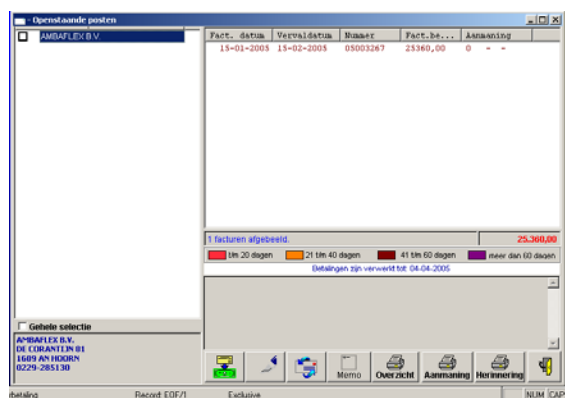 - Openstaande posten
AMBAFLEX B.V.
Fact. datum Vervaldatum Nummer Fact.be... Aanmaning
15-01-2005 15-02-2005 05003267 25360,00 0 - -
1 facturen afgebeeld. 25.360,00
t/m 20 dagen 21 t/m 40 dagen 41 t/m 60 dagen meer dan 60 dagen
Betalingen zijn verwerkt tot: 04-04-2005
Gehele selectie
AMBAFLEX B.V.
DE CORANTIJN 81
1609 AN HOORN
0229-285130
Memo Overzicht Aanmaning Herinnering
betaling Record: EOF/1 Exclusive NUM CAP